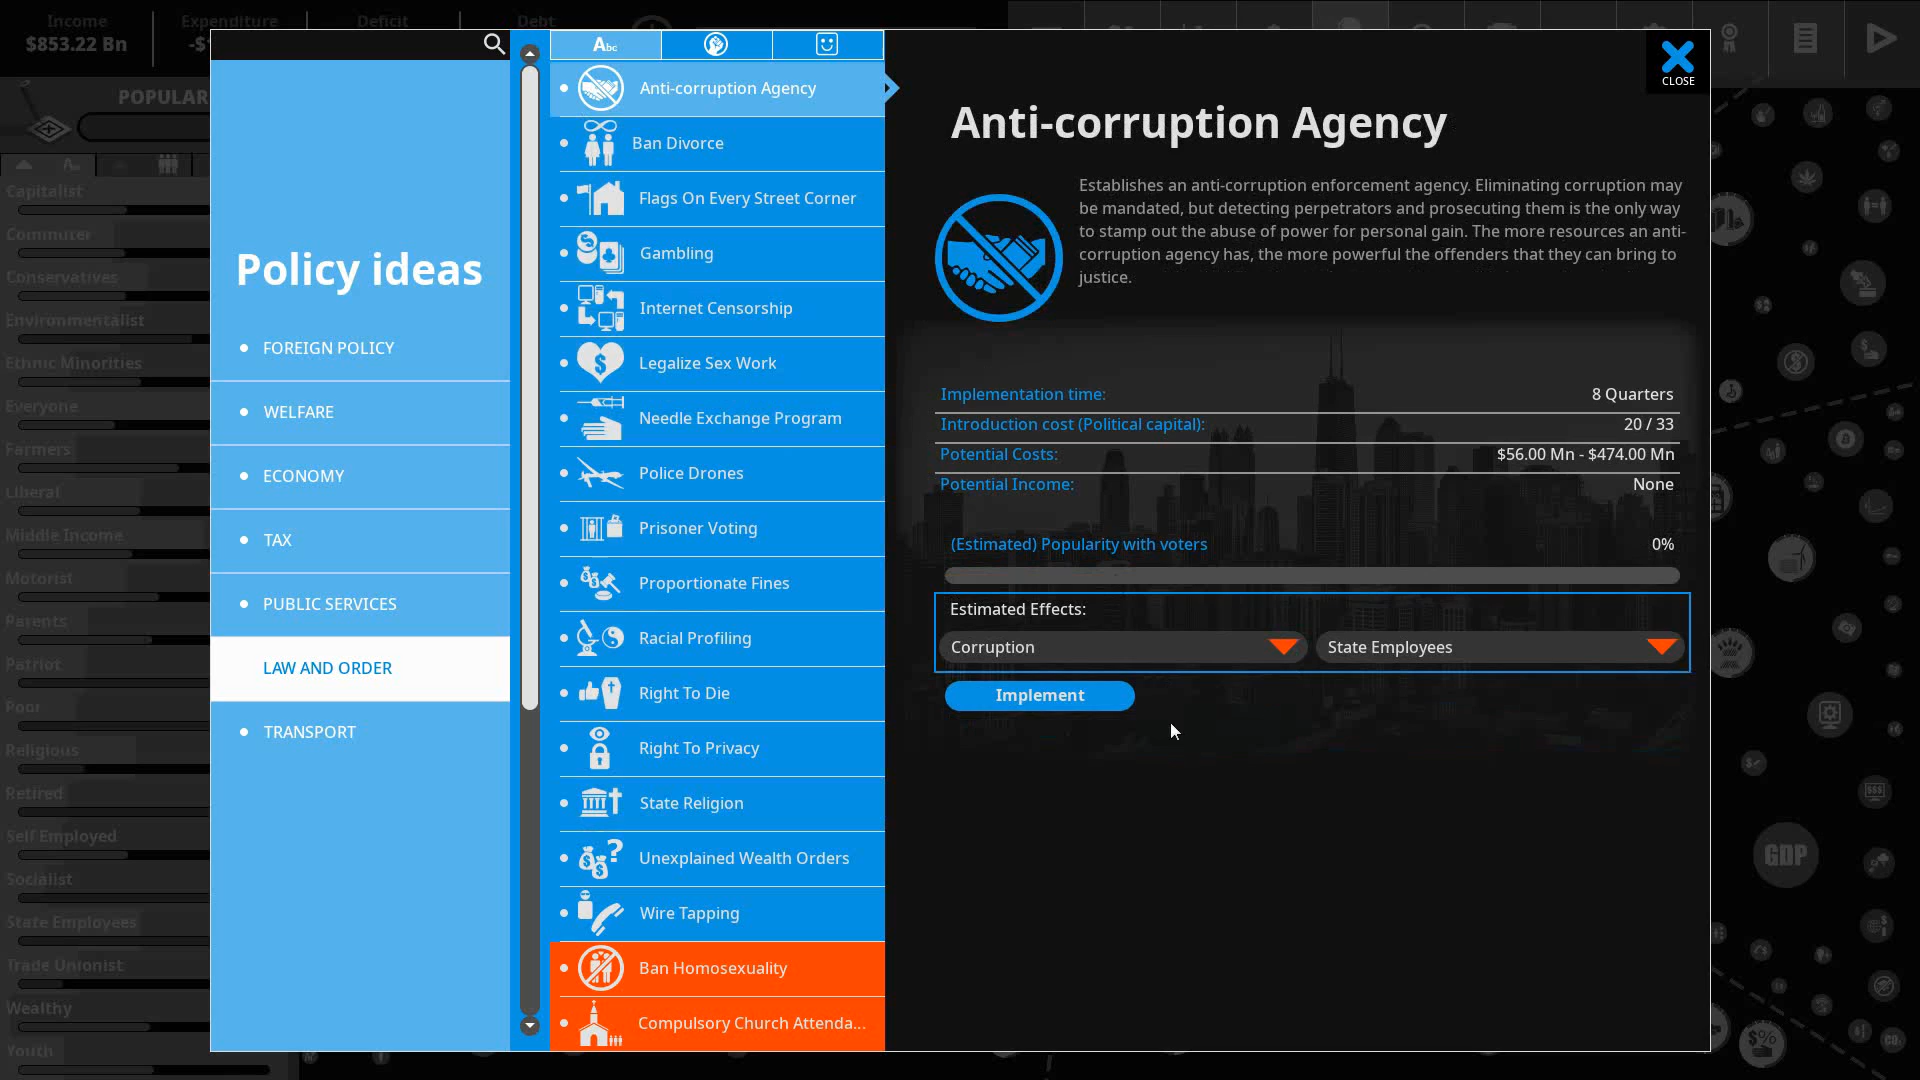 Income
Expenditure
Deficit
Debt
$853.22 Bn
-$
POPULAR
Capitalist
Commuter
Conservatives
Environmentalist
Ethnic Minorities
Everyone
Farmers
Liberal
Middle Income
Motorist
Parents
Patriot
Poor
Religious
Retired
Self Employed
Socialist
State Employees
Trade Unionist
Wealthy
Youth
Policy ideas
FOREIGN POLICY
WELFARE
ECONOMY
TAX
PUBLIC SERVICES
LAW AND ORDER
TRANSPORT
Abc
Anti-corruption Agency
Ban Divorce
Flags On Every Street Corner
Gambling
Internet Censorship
Legalize Sex Work
Needle Exchange Program
Police Drones
Prisoner Voting
Proportionate Fines
Racial Profiling
Right To Die
Right To Privacy
State Religion
Unexplained Wealth Orders
Wire Tapping
Ban Homosexuality
Compulsory Church Attenda...
CLOSE
Anti-corruption Agency
Establishes an anti-corruption enforcement agency. Eliminating corruption may
be mandated, but detecting perpetrators and prosecuting them is the only way
to stamp out the abuse of power for personal gain. The more resources an anti-
corruption agency has, the more powerful the offenders that they can bring to
justice.
Implementation time: 8 Quarters
Introduction cost (Political capital): 20 / 33
Potential Costs: $56.00 Mn - $474.00 Mn
Potential Income: None
(Estimated) Popularity with voters 0%
Estimated Effects:
Corruption
State Employees
Implement
GDP